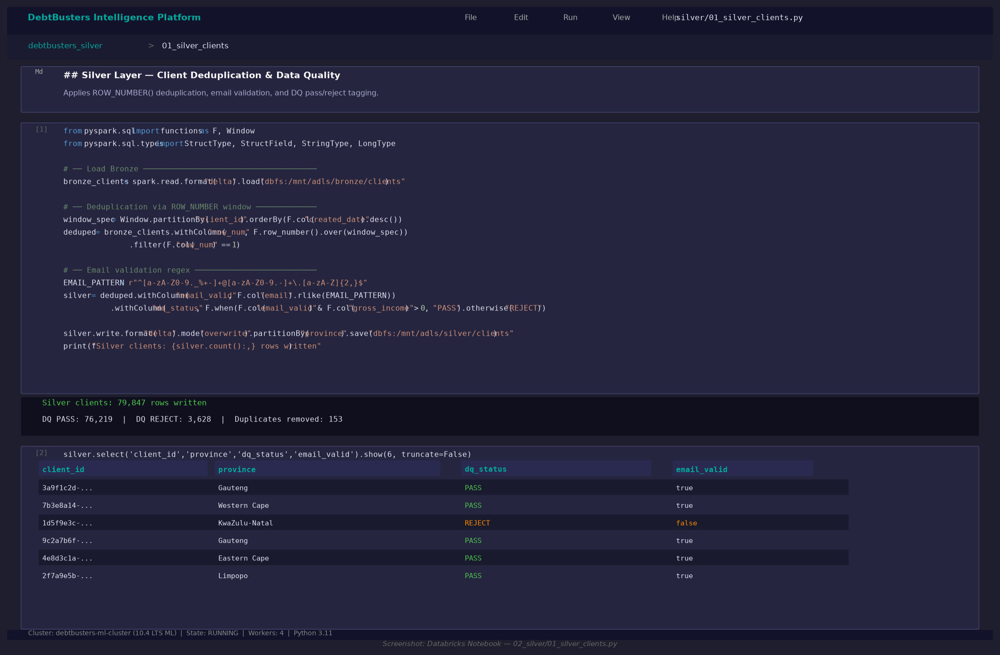 DebtBusters Intelligence Platform File Edit Run View Help silver/01_silver_clients.py
debtbusters_silver > 01_silver_clients
Md ## Silver Layer — Client Deduplication & Data Quality
Applies ROW_NUMBER() deduplication, email validation, and DQ pass/reject tagging.
[1] from pyspark.sql import functions as F, Window
from pyspark.sql.types import StructType, StructField, StringType, LongType
# ── Load Bronze ─────────────────────────────────────
bronze_clients = spark.read.format("delta").load("dbfs:/mnt/adls/bronze/clients")
# ── Deduplication via ROW_NUMBER window ─────────────
window_spec = Window.partitionBy("client_id").orderBy(F.col("created_date").desc())
deduped = bronze_clients.withColumn("row_num", F.row_number().over(window_spec))
.filter(F.col("row_num") == 1)
# ── Email validation regex ──────────────────────────
EMAIL_PATTERN = r"^[a-zA-Z0-9._%+-]+@[a-zA-Z0-9.-]+\.[a-zA-Z]{2,}$"
silver = deduped.withColumn("email_valid", F.col("email").rlike(EMAIL_PATTERN))
.withColumn("dq_status", F.when(F.col("email_valid") & F.col("gross_income") > 0, "PASS").otherwise("REJECT"))
silver.write.format("delta").mode("overwrite").partitionBy("province").save("dbfs:/mnt/adls/silver/clients")
print(f"Silver clients: {silver.count():,} rows written")
Silver clients: 79,847 rows written
DQ PASS: 76,219 | DQ REJECT: 3,628 | Duplicates removed: 153
[2] silver.select('client_id','province','dq_status','email_valid').show(6, truncate=False)
client_id province dq_status email_valid
3a9f1c2d-... Gauteng PASS true
7b3e8a14-... Western Cape PASS true
1d5f9e3c-... KwaZulu-Natal REJECT false
9c2a7b6f-... Gauteng PASS true
4e8d3c1a-... Eastern Cape PASS true
2f7a9e5b-... Limpopo PASS true
Cluster: debtbusters-ml-cluster (10.4 LTS ML) | State: RUNNING | Workers: 4 | Python 3.11
Screenshot: Databricks Notebook — 02_silver/01_silver_clients.py